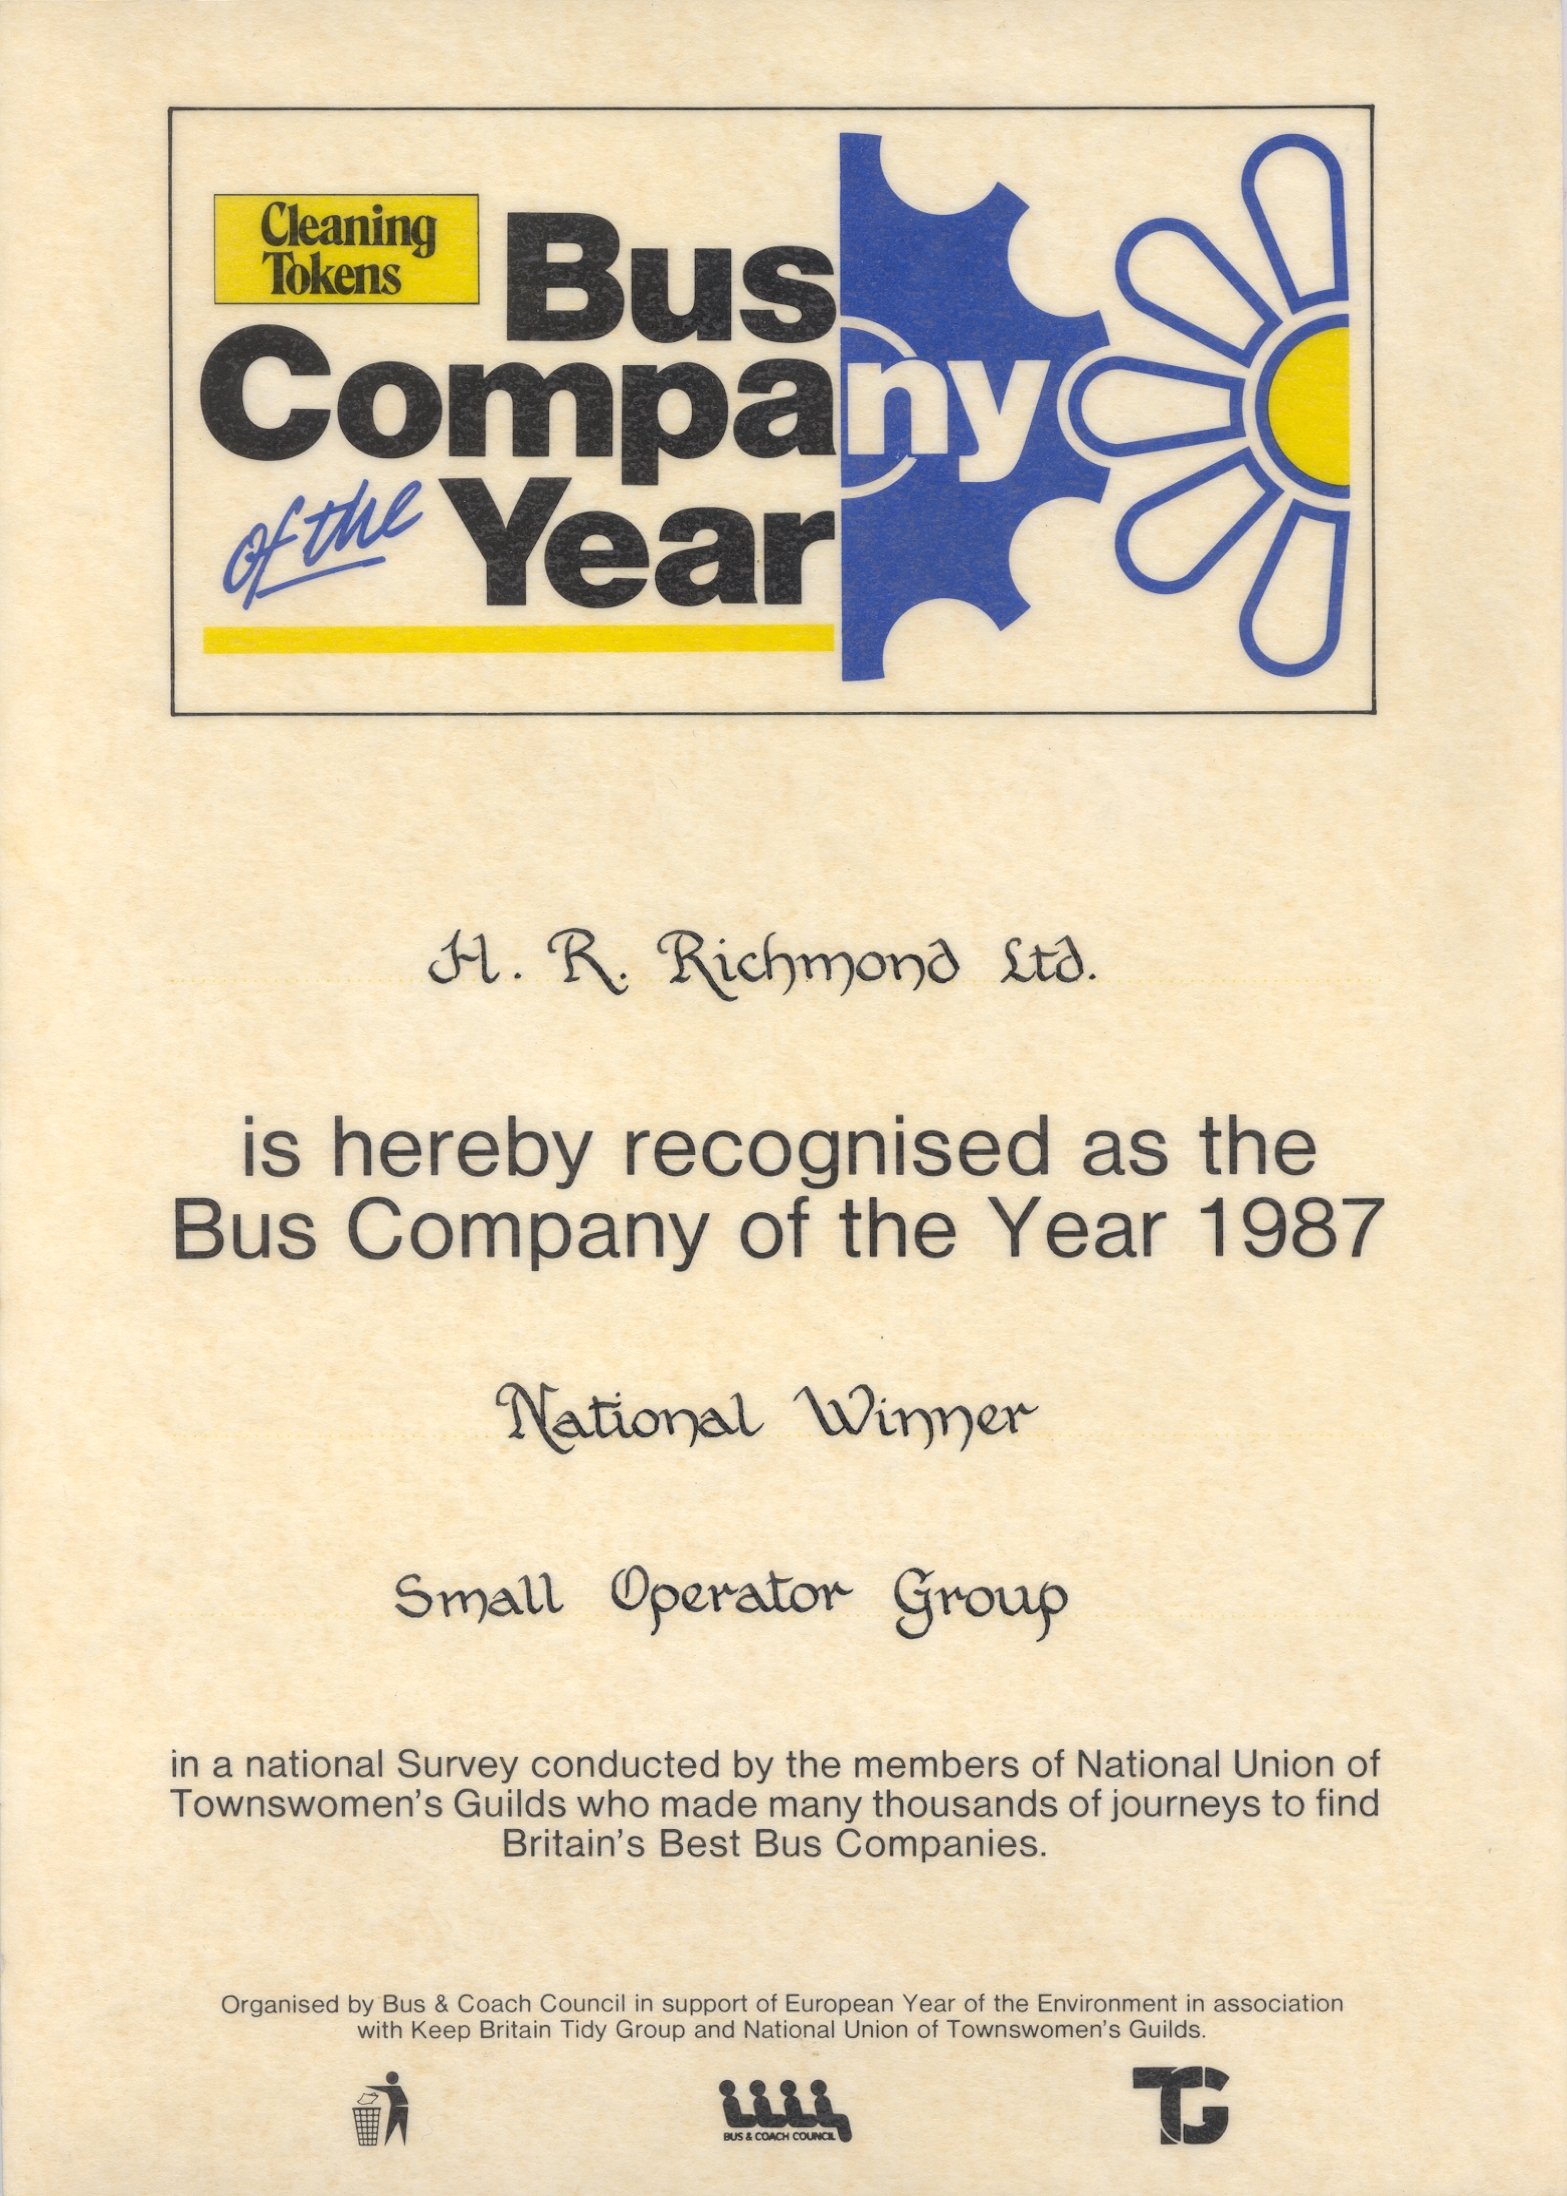 Cleaning
Tokens
Bus
Company
of the Year
H. R. Richmond Ltd.
is hereby recognised as the
Bus Company of the Year 1987
National Winner
Small Operator Group
in a national Survey conducted by the members of National Union of
Townswomen's Guilds who made many thousands of journeys to find
Britain's Best Bus Companies.
Organised by Bus & Coach Council in support of European Year of the Environment in association
with Keep Britain Tidy Group and National Union of Townswomen's Guilds.
BUS & COACH COUNCIL
TG